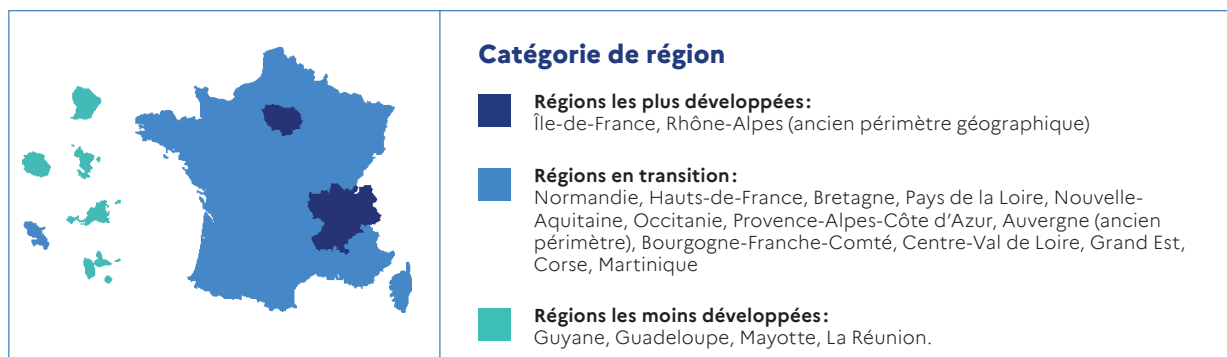 Catégorie de région
Régions les plus développées:
Île-de-France, Rhône-Alpes (ancien périmètre géographique)
Régions en transition:
Normandie, Hauts-de-France, Bretagne, Pays de la Loire, Nouvelle-
Aquitaine, Occitanie, Provence-Alpes-Côte d'Azur, Auvergne (ancien
périmètre), Bourgogne-Franche-Comté, Centre-Val de Loire, Grand Est,
Corse, Martinique
Régions les moins développées:
Guyane, Guadeloupe, Mayotte, La Réunion.